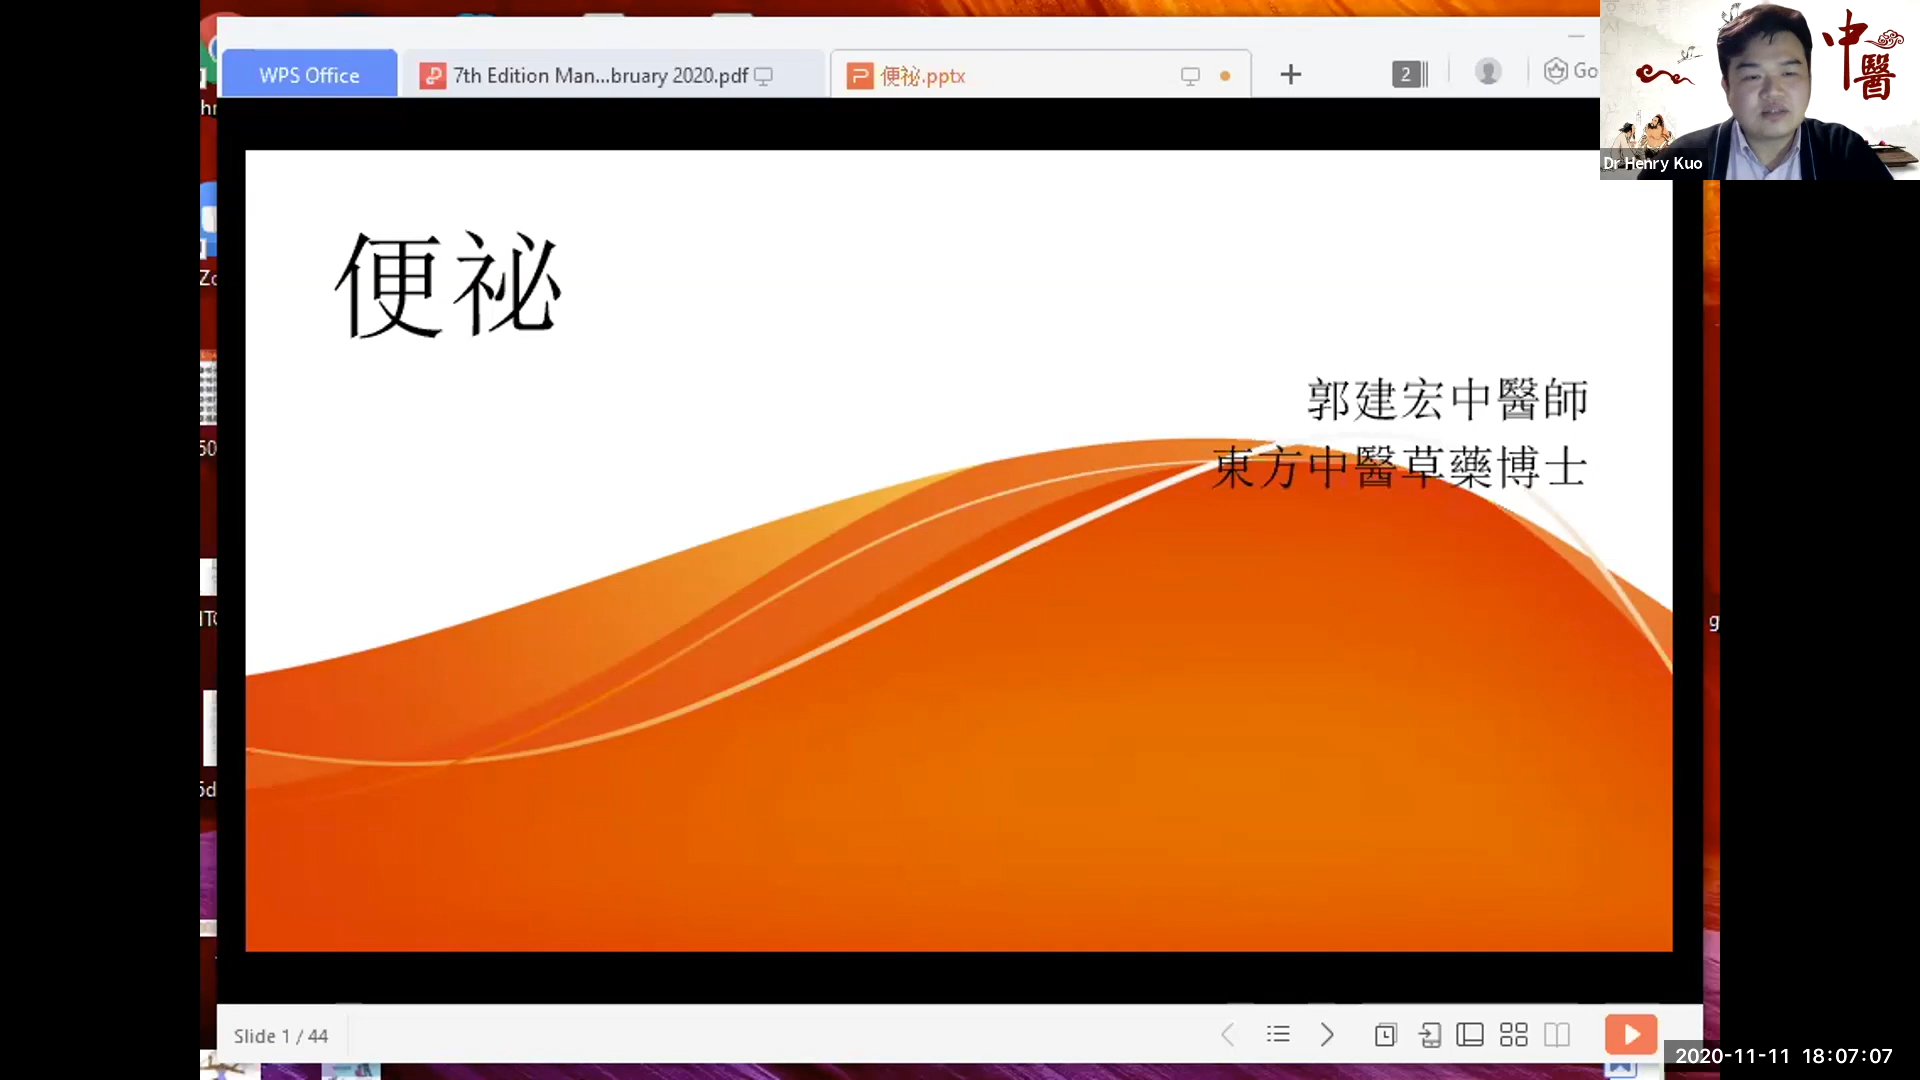 WPS Office
7th Edition Man...bruary 2020.pdf
便祕.pptx
2
Go
中醫
Dr Henry Kuo
便祕
郭建宏中醫師
東方中醫草藥博士
Slide 1 / 44
2020-11-11 18:07:07